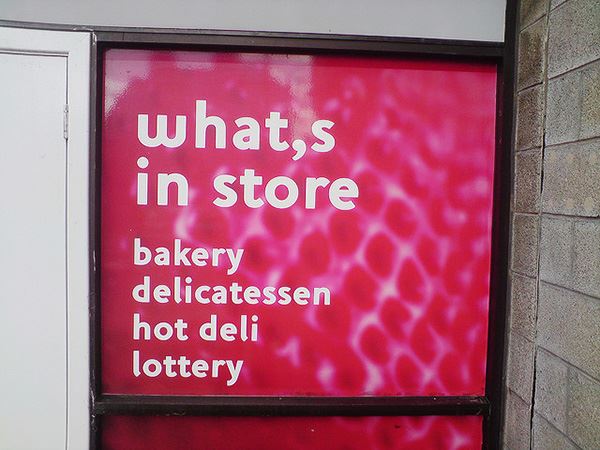 what,s
in store
bakery
delicatessen
hot deli
lottery